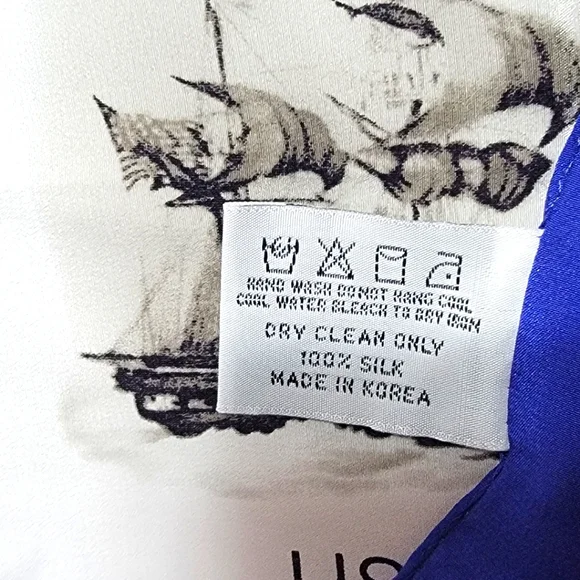 HAND WASH DO NOT HANG COOL
COOL WATER BLEACH TO DRY IRON
DRY CLEAN ONLY
100% SILK
MADE IN KOREA
US